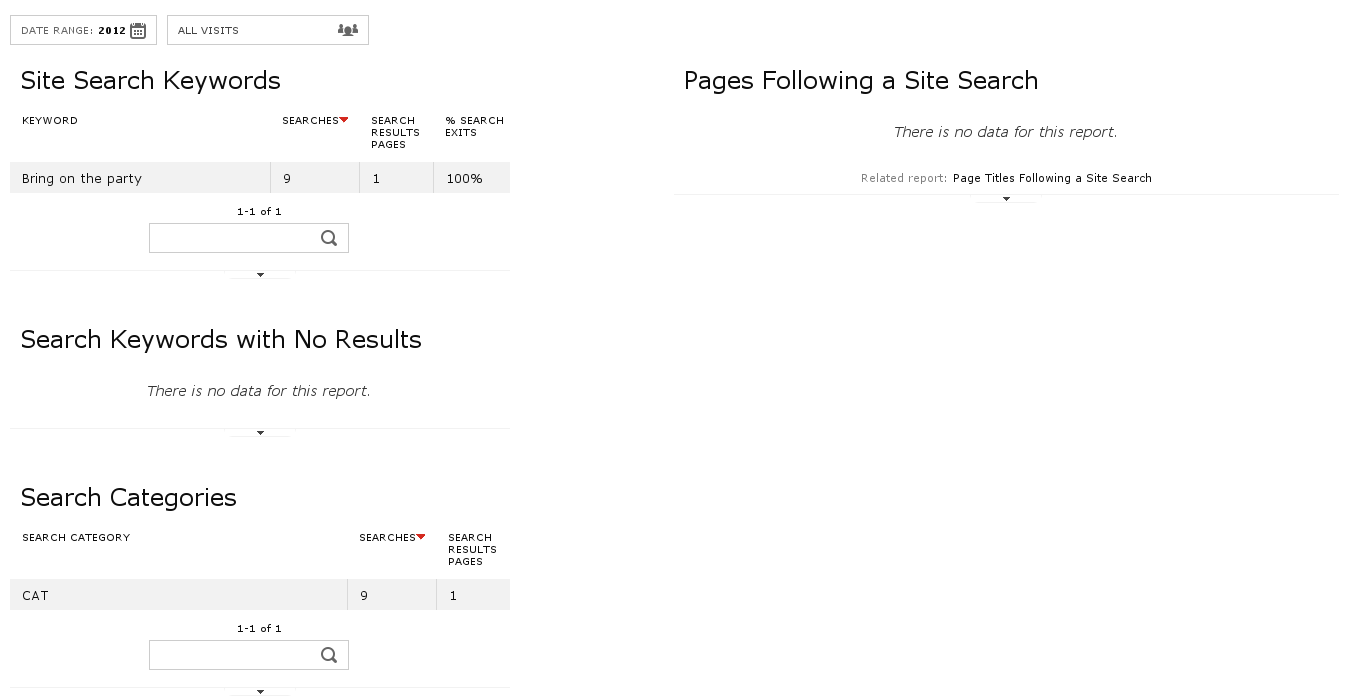 DATE RANGE: 2012
ALL VISITS
Site Search Keywords
KEYWORD
SEARCHES
SEARCH
RESULTS
PAGES
% SEARCH
EXITS
Bring on the party
9
1
100%
1-1 of 1
Search Keywords with No Results
There is no data for this report.
Search Categories
SEARCH CATEGORY
SEARCHES
SEARCH
RESULTS
PAGES
CAT
9
1
1-1 of 1
Pages Following a Site Search
There is no data for this report.
Related report: Page Titles Following a Site Search